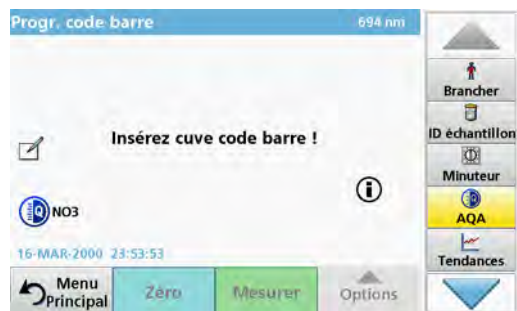 Progr. code barre 694 nm
Insérez cuve code barre !
NO3
16-MAR-2000 23:53:53
Menu
Principal
Zéro
Mesurer
Options
Brancher
ID échantillon
Minuteur
AQA
Tendances